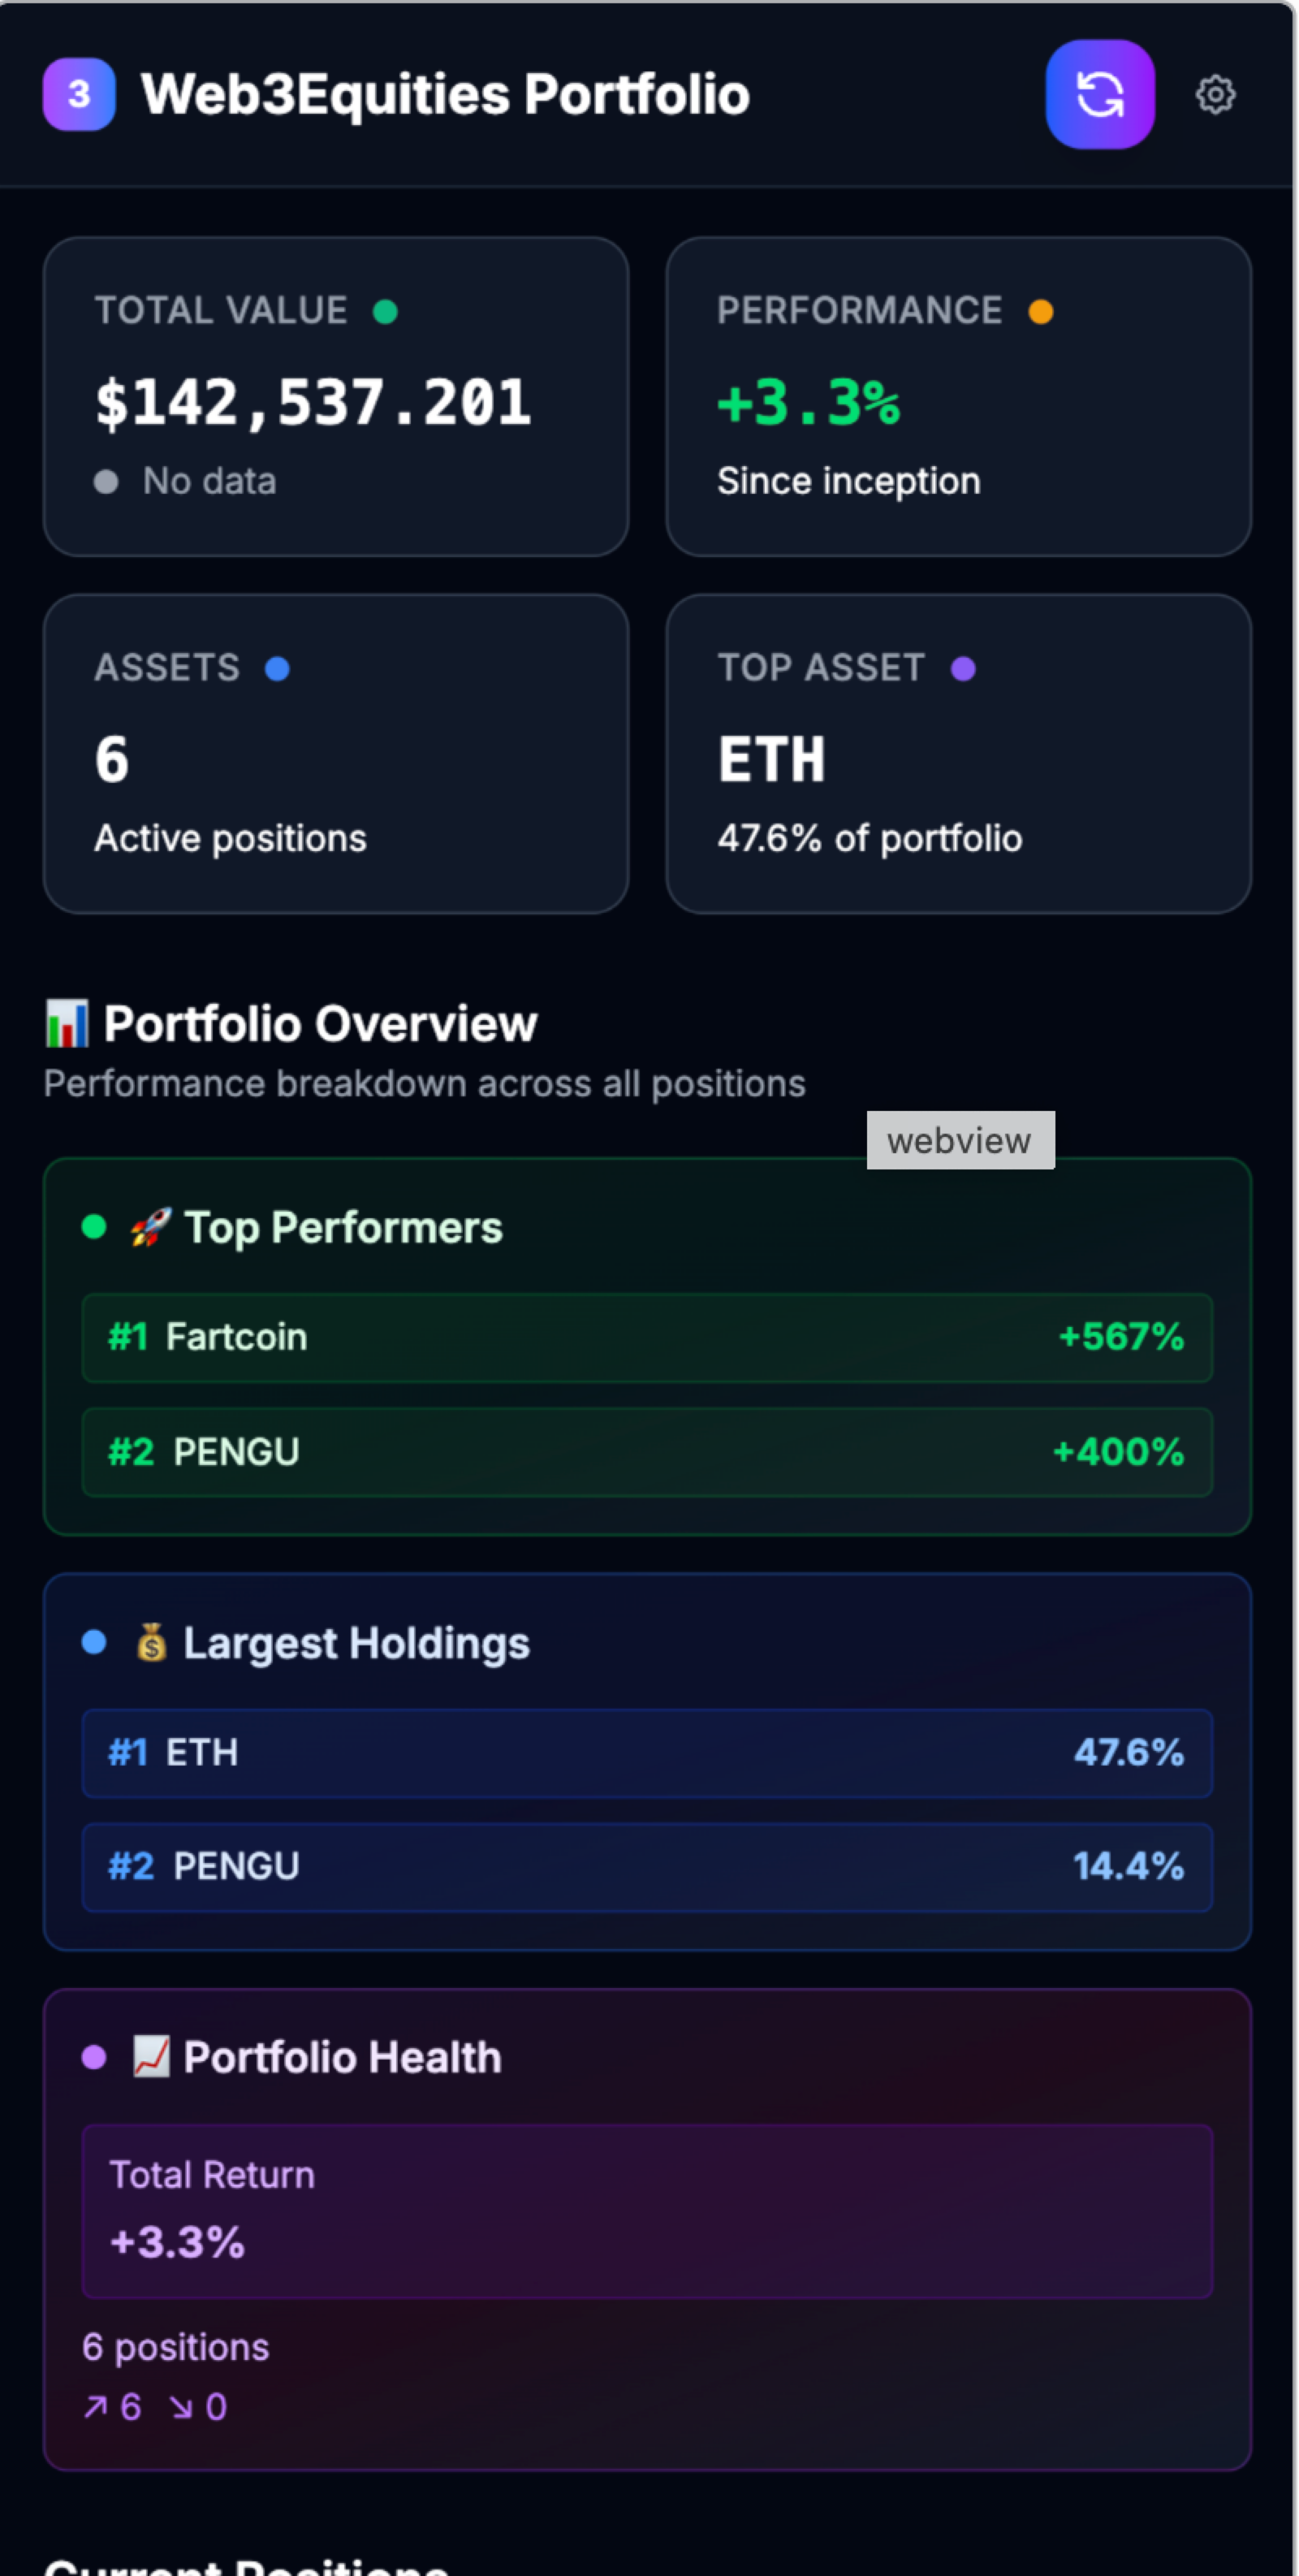 3 Web3Equities Portfolio
TOTAL VALUE
$142,537.201
No data
PERFORMANCE
+3.3%
Since inception
ASSETS
6
Active positions
TOP ASSET
ETH
47.6% of portfolio
📊 Portfolio Overview
Performance breakdown across all positions
webview
🚀 Top Performers
#1 Fartcoin +567%
#2 PENGU +400%
💰 Largest Holdings
#1 ETH 47.6%
#2 PENGU 14.4%
📈 Portfolio Health
Total Return
+3.3%
6 positions
↗ 6 ↘ 0
Current Positions